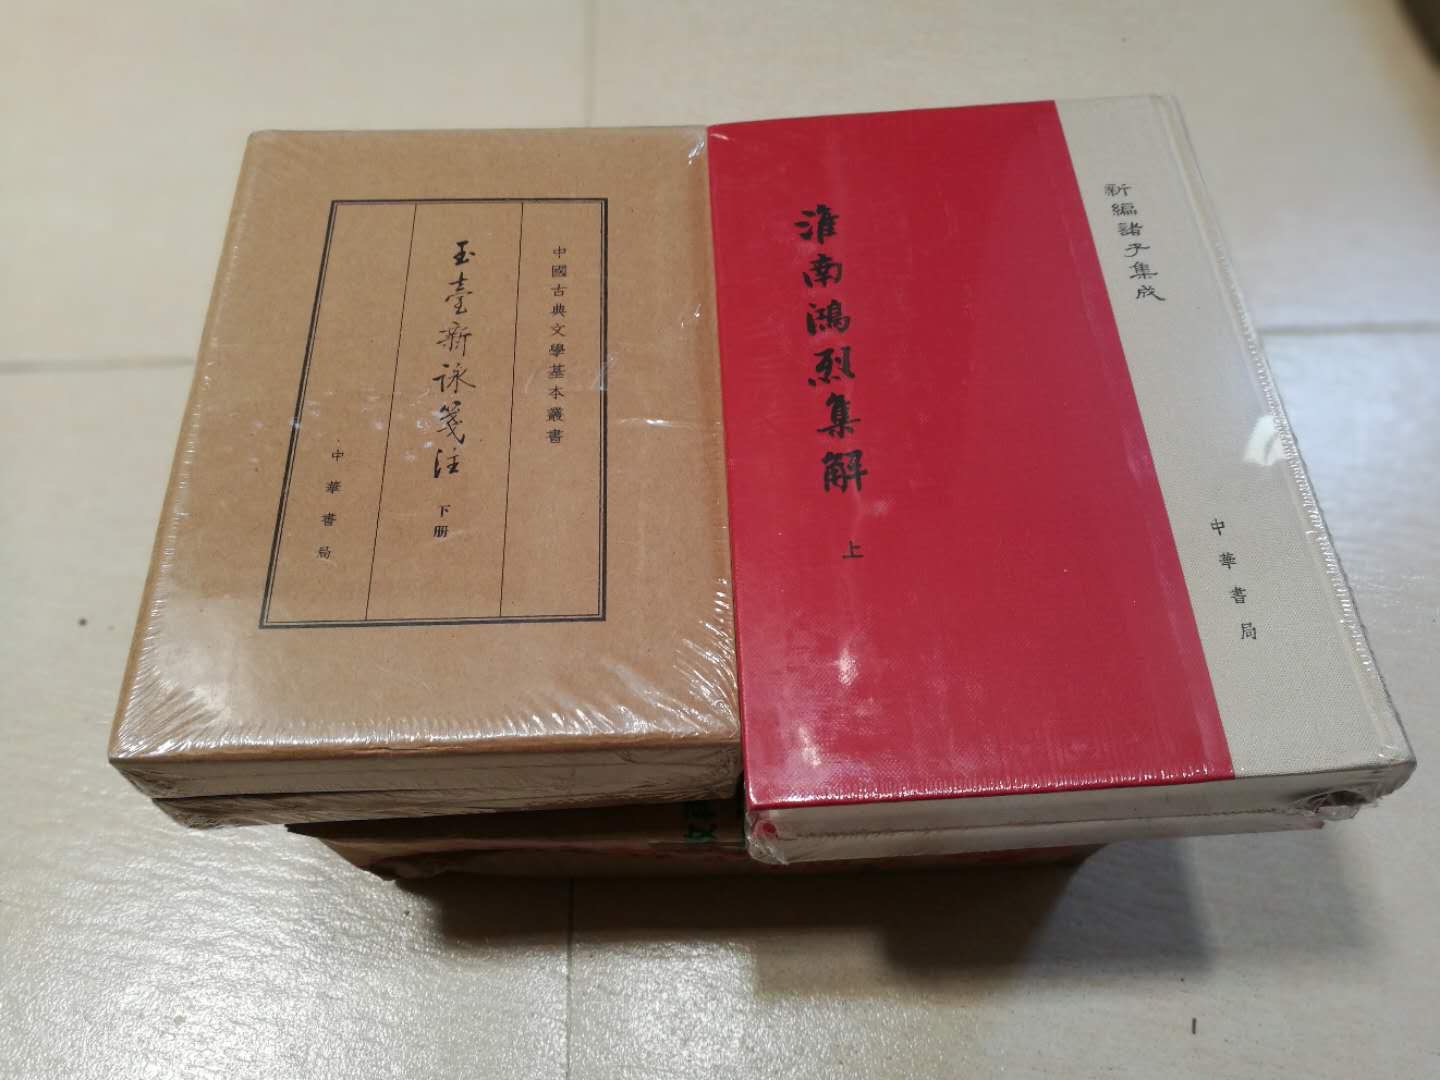 中國古典文學基本叢書
玉臺新詠箋注 下册
中華書局
新編諸子集成
淮南鴻烈集解
上
中華書局